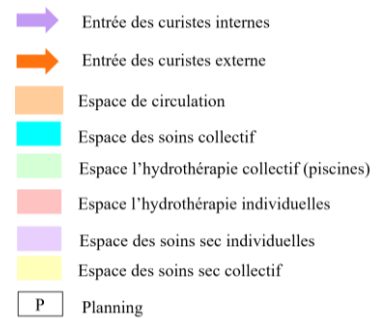 Entrée des curistes internes
Entrée des curistes externe
Espace de circulation
Espace des soins collectif
Espace l’hydrothérapie collectif (piscines)
Espace l’hydrothérapie individuelles
Espace des soins sec individuelles
Espace des soins sec collectif
P Planning